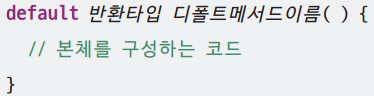 default 반환타입 디폴트메서드이름( ) {
// 본체를 구성하는 코드
}